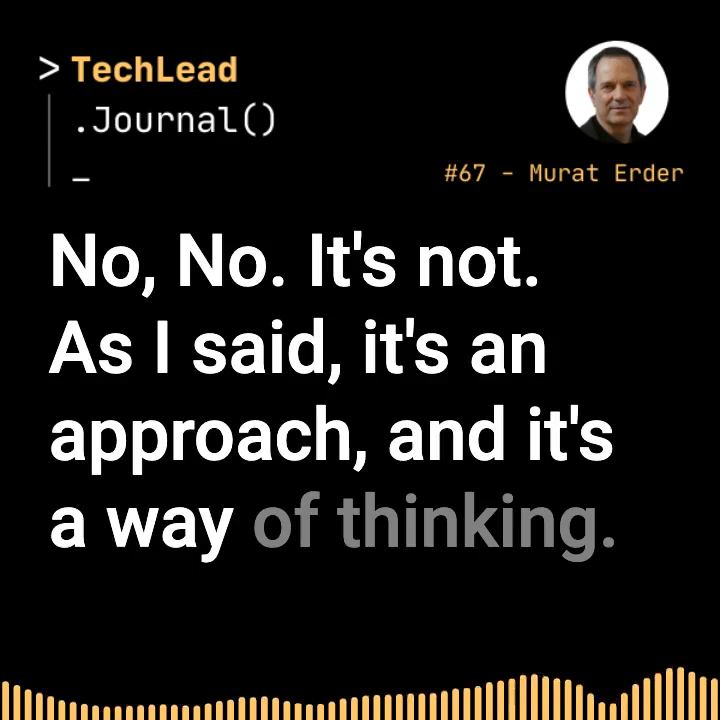 > TechLead
.Journal()
_
#67 - Murat Erder
No, No. It's not.
As I said, it's an
approach, and it's
a way of thinking.